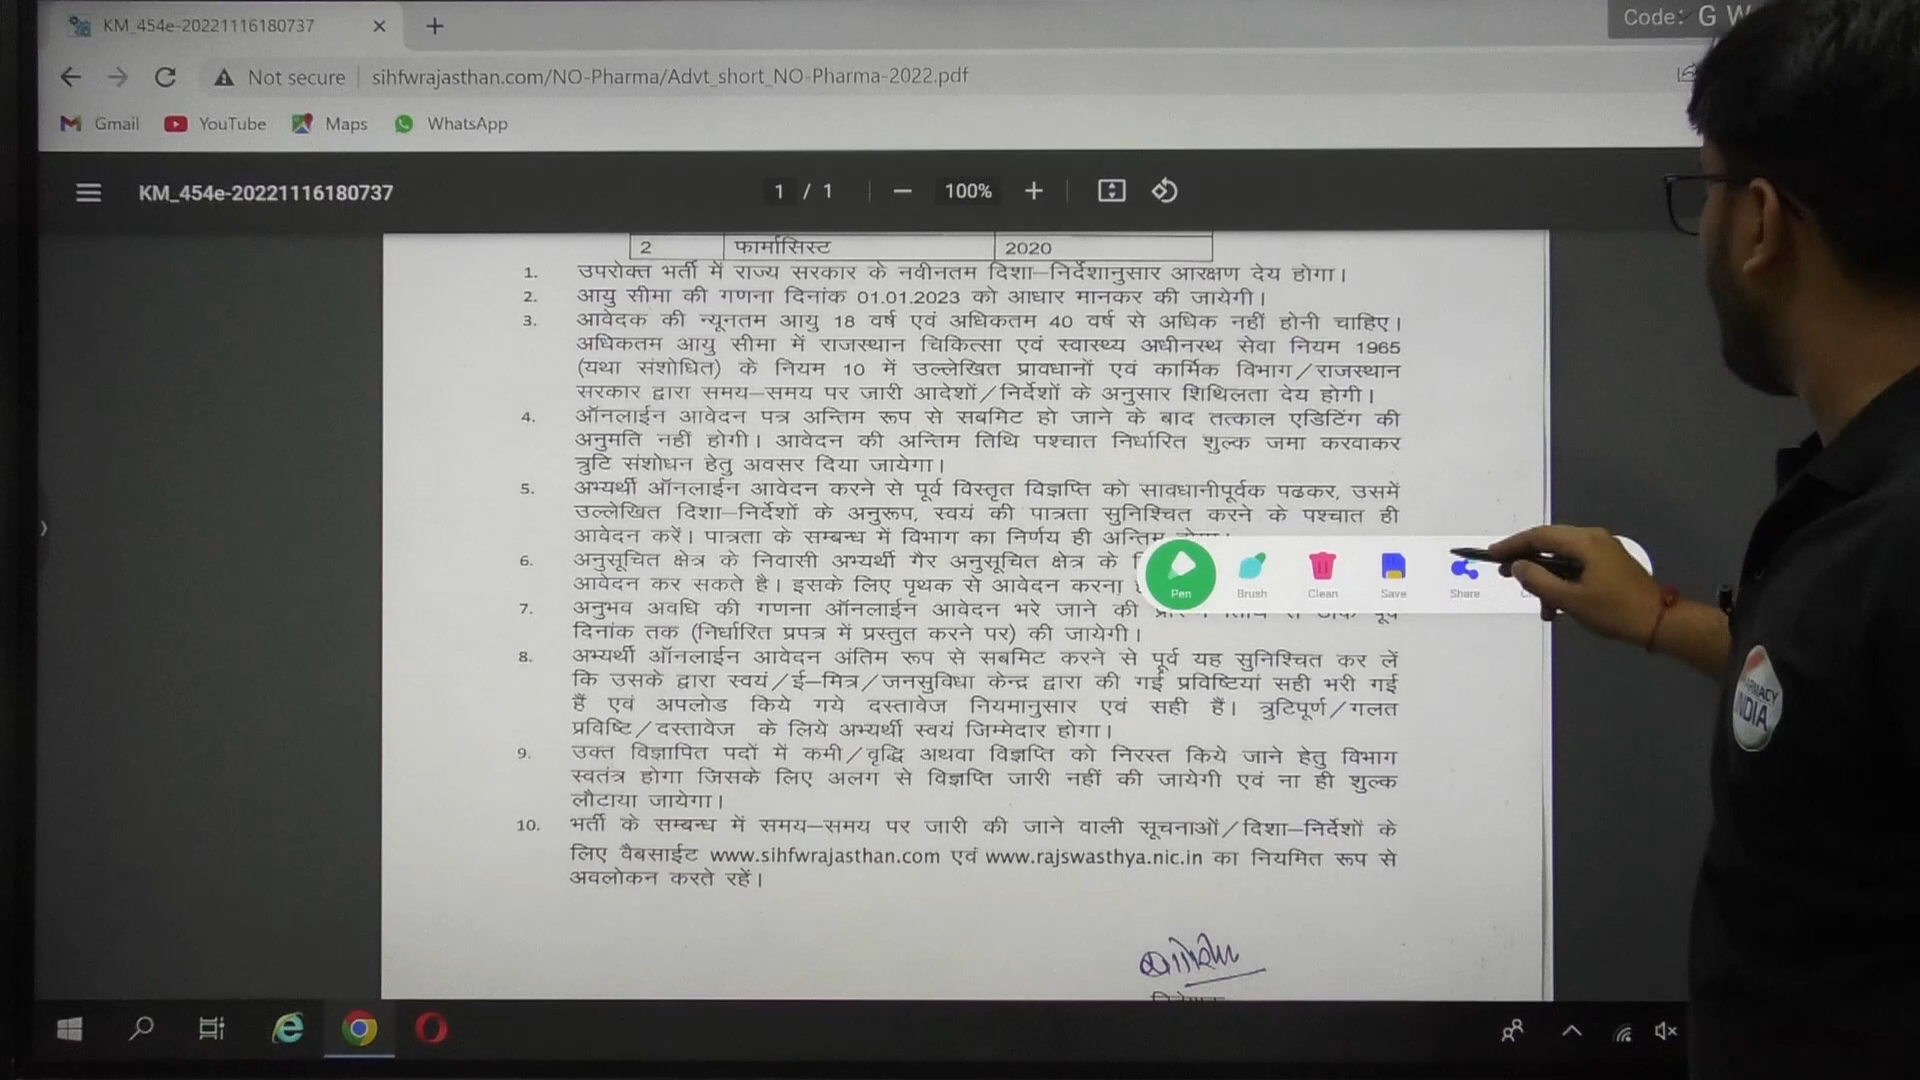 KM_454e-20221116180737
Code: G W
Not secure sihfwrajasthan.com/NO-Pharma/Advt_short_NO-Pharma-2022.pdf
Gmail YouTube Maps WhatsApp
KM_454e-20221116180737 1 / 1 100%
2 फार्मासिस्ट 2020
1. उपरोक्त भर्ती में राज्य सरकार के नवीनतम दिशा–निर्देशानुसार आरक्षण देय होगा।
2. आयु सीमा की गणना दिनांक 01.01.2023 को आधार मानकर की जायेगी।
3. आवेदक की न्यूनतम आयु 18 वर्ष एवं अधिकतम 40 वर्ष से अधिक नहीं होनी चाहिए।
अधिकतम आयु सीमा में राजस्थान चिकित्सा एवं स्वास्थ्य अधीनस्थ सेवा नियम 1965
(यथा संशोधित) के नियम 10 में उल्लेखित प्रावधानों एवं कार्मिक विभाग/राजस्थान
सरकार द्वारा समय–समय पर जारी आदेशों/निर्देशों के अनुसार शिथिलता देय होगी।
4. ऑनलाईन आवेदन पत्र अन्तिम रूप से सबमिट हो जाने के बाद तत्काल एडिटिंग की
अनुमति नहीं होगी। आवेदन की अन्तिम तिथि पश्चात निर्धारित शुल्क जमा करवाकर
त्रुटि संशोधन हेतु अवसर दिया जायेगा।
5. अभ्यर्थी ऑनलाईन आवेदन करने से पूर्व विस्तृत विज्ञप्ति को सावधानीपूर्वक पढकर, उसमें
उल्लेखित दिशा–निर्देशों के अनुरूप, स्वयं की पात्रता सुनिश्चित करने के पश्चात ही
आवेदन करें। पात्रता के सम्बन्ध में विभाग का निर्णय ही अन्तिम होगा।
6. अनुसूचित क्षेत्र के निवासी अभ्यर्थी गैर अनुसूचित क्षेत्र के
आवेदन कर सकते है। इसके लिए पृथक से आवेदन करना
Pen Brush Clean Save Share
7. अनुभव अवधि की गणना ऑनलाईन आवेदन भरे जाने की
दिनांक तक (निर्धारित प्रपत्र में प्रस्तुत करने पर) की जायेगी।
8. अभ्यर्थी ऑनलाईन आवेदन अंतिम रूप से सबमिट करने से पूर्व यह सुनिश्चित कर लें
कि उसके द्वारा स्वयं/ई–मित्र/जनसुविधा केन्द्र द्वारा की गई प्रविष्टियां सही भरी गई
हैं एवं अपलोड किये गये दस्तावेज नियमानुसार एवं सही हैं। त्रुटिपूर्ण/गलत
प्रविष्टि/दस्तावेज के लिये अभ्यर्थी स्वयं जिम्मेदार होगा।
9. उक्त विज्ञापित पदों में कमी/वृद्धि अथवा विज्ञप्ति को निरस्त किये जाने हेतु विभाग
स्वतंत्र होगा जिसके लिए अलग से विज्ञप्ति जारी नहीं की जायेगी एवं ना ही शुल्क
लौटाया जायेगा।
10. भर्ती के सम्बन्ध में समय–समय पर जारी की जाने वाली सूचनाओं/दिशा–निर्देशों के
लिए वैबसाईट www.sihfwrajasthan.com एवं www.rajswasthya.nic.in का नियमित रूप से
अवलोकन करते रहें।
INDIA